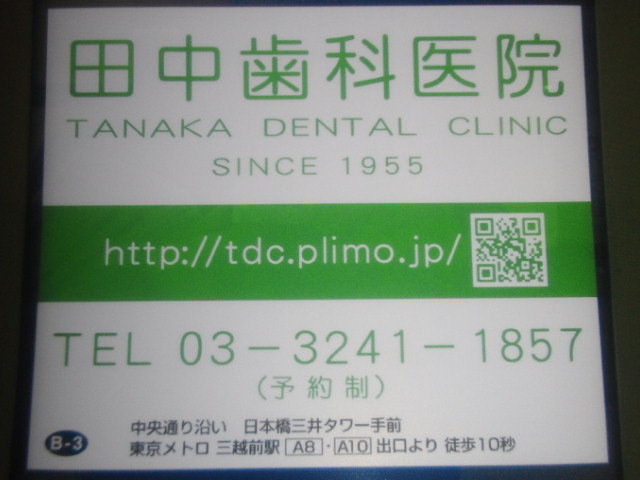 田中歯科医院
TANAKA DENTAL CLINIC
SINCE 1955
http://tdc.plimo.jp/
TEL 03-3241-1857
(予約制)
中央通り沿い 日本橋三井タワー手前
B-3 東京メトロ 三越前駅 A8・A10 出口より 徒歩10秒